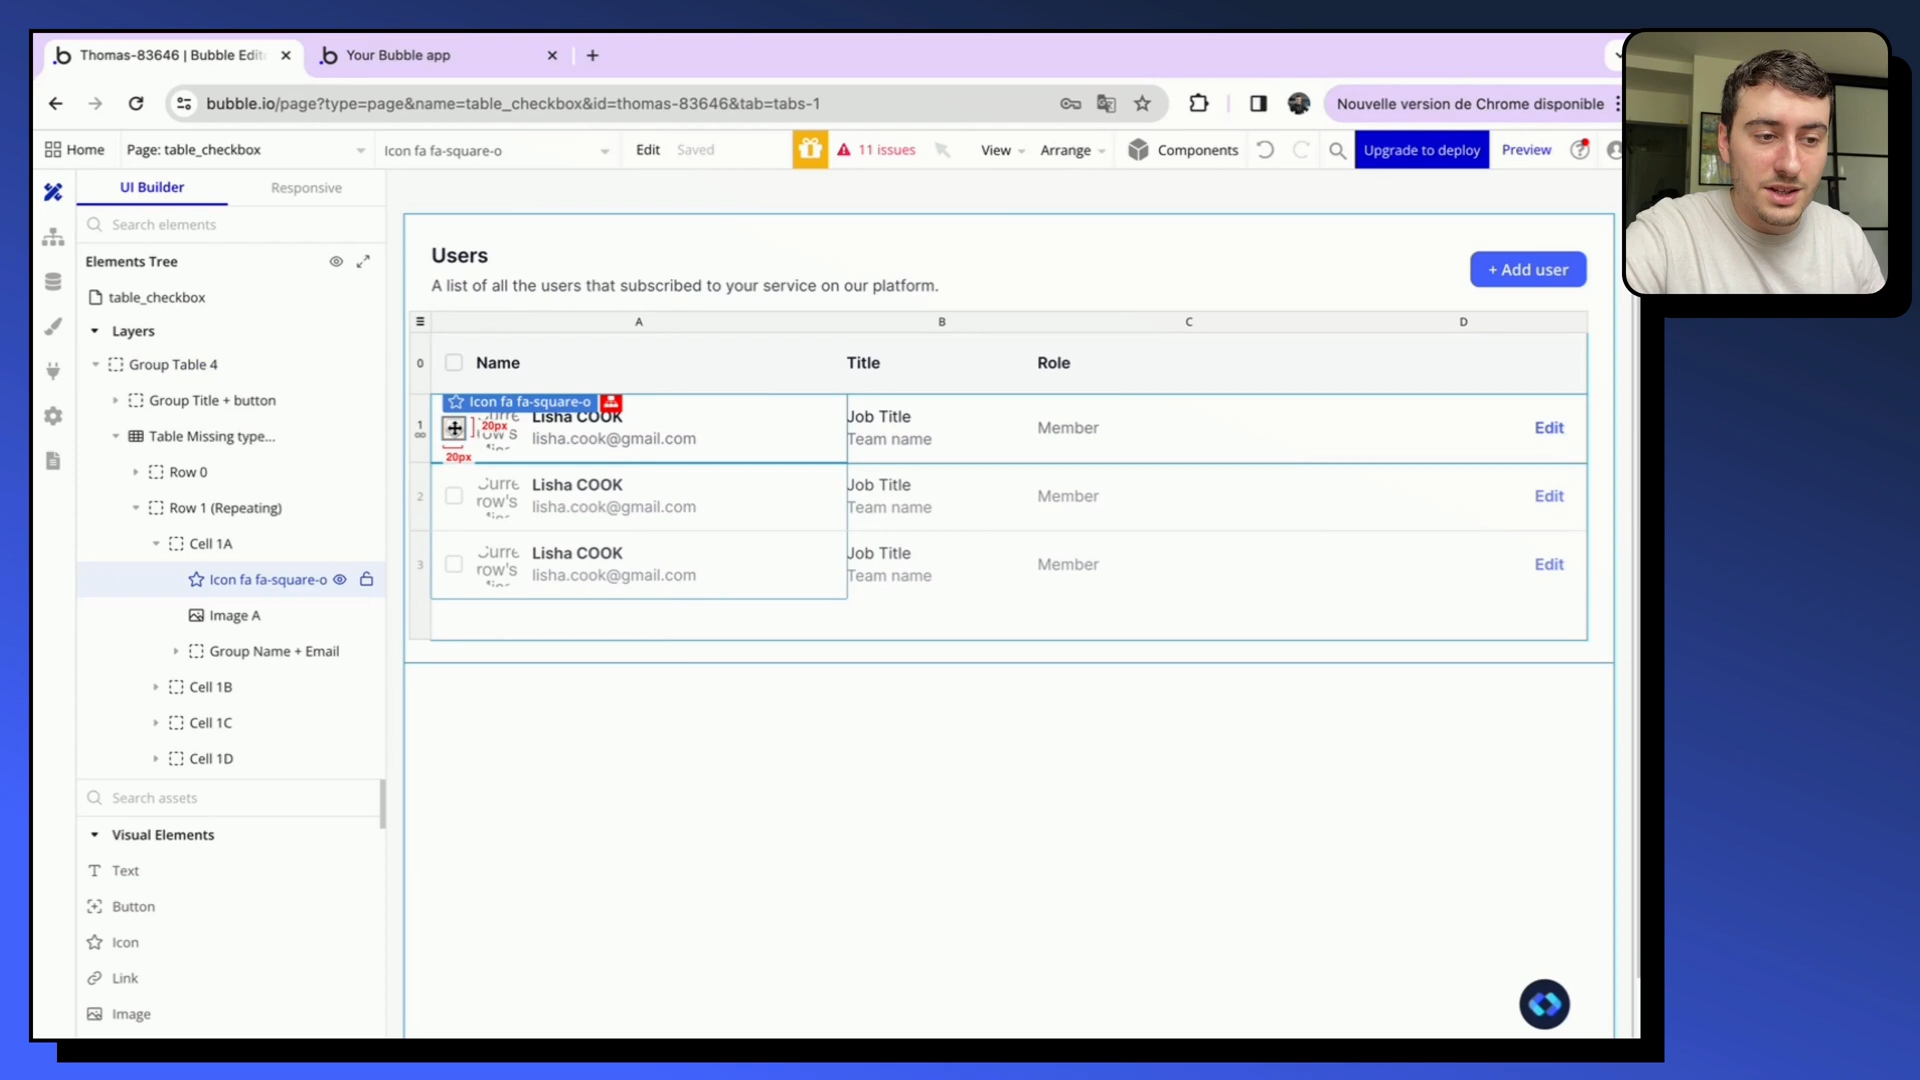 Thomas-83646 | Bubble Edit
Your Bubble app
bubble.io/page?type=page&name=table_checkbox&id=thomas-83646&tab=tabs-1
Nouvelle version de Chrome disponible
Home
Page: table_checkbox
Icon fa fa-square-o
Edit
Saved
11 issues
View
Arrange
Components
Upgrade to deploy
Preview
UI Builder
Responsive
Search elements
Elements Tree
table_checkbox
Layers
Group Table 4
Group Title + button
Table Missing type...
Row 0
Row 1 (Repeating)
Cell 1A
Icon fa fa-square-o
Image A
Group Name + Email
Cell 1B
Cell 1C
Cell 1D
Search assets
Visual Elements
Text
Button
Icon
Link
Image
Users
A list of all the users that subscribed to your service on our platform.
+ Add user
A B C D
0 Name Title Role
Icon fa fa-square-o
1 20px Lisha COOK Job Title
lisha.cook@gmail.com Team name Member Edit
20px
2 row's Lisha COOK Job Title
lisha.cook@gmail.com Team name Member Edit
3 row's Lisha COOK Job Title
lisha.cook@gmail.com Team name Member Edit